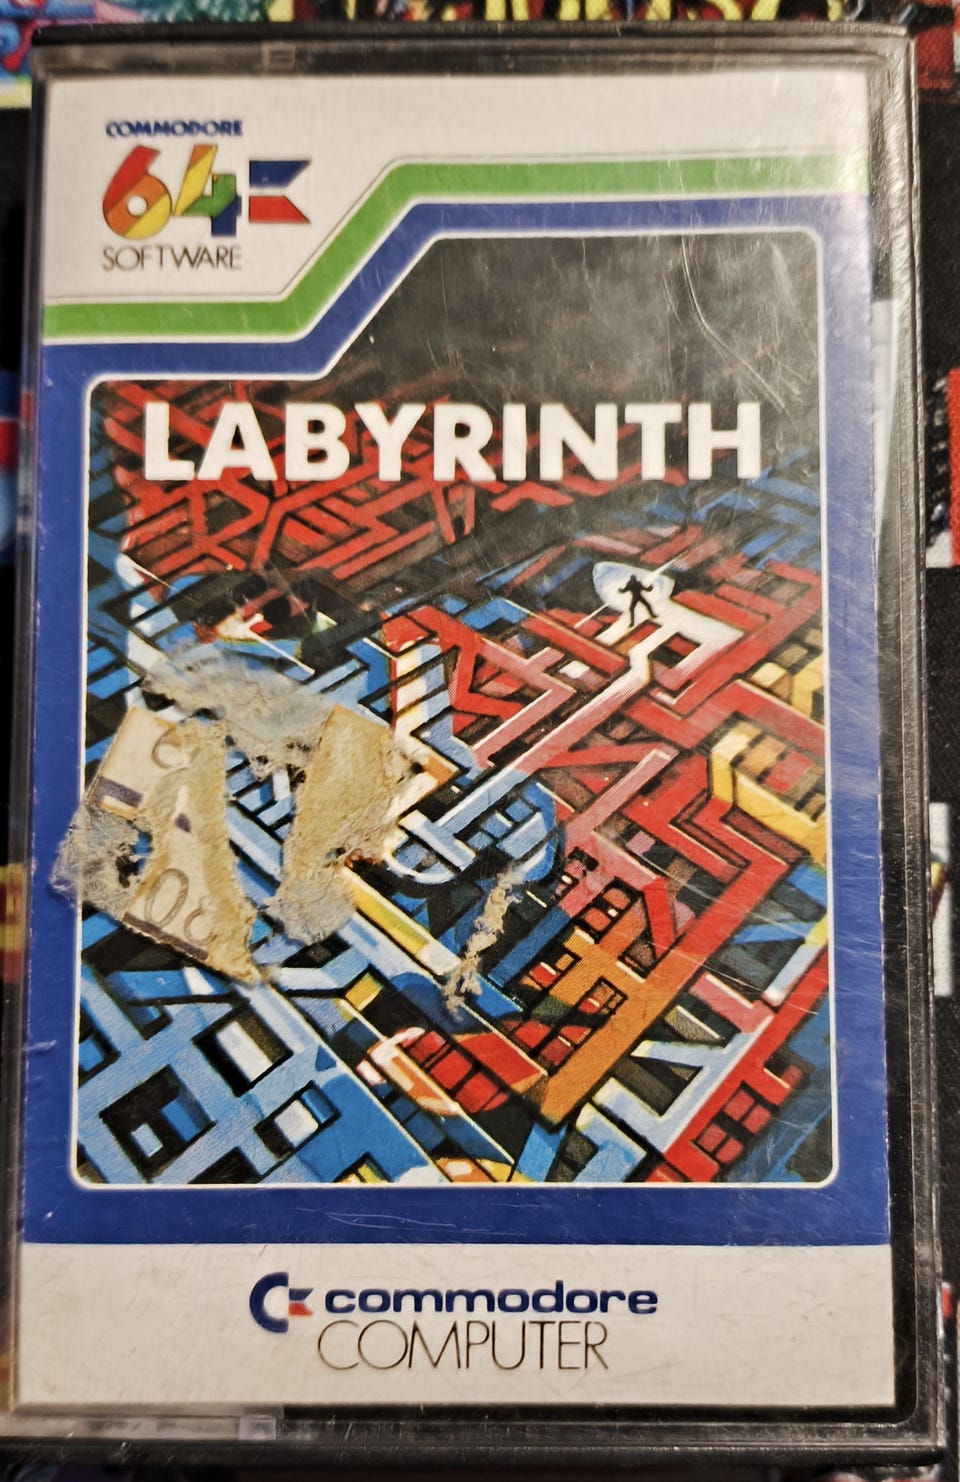 COMMODORE
64
SOFTWARE
LABYRINTH
commodore
COMPUTER